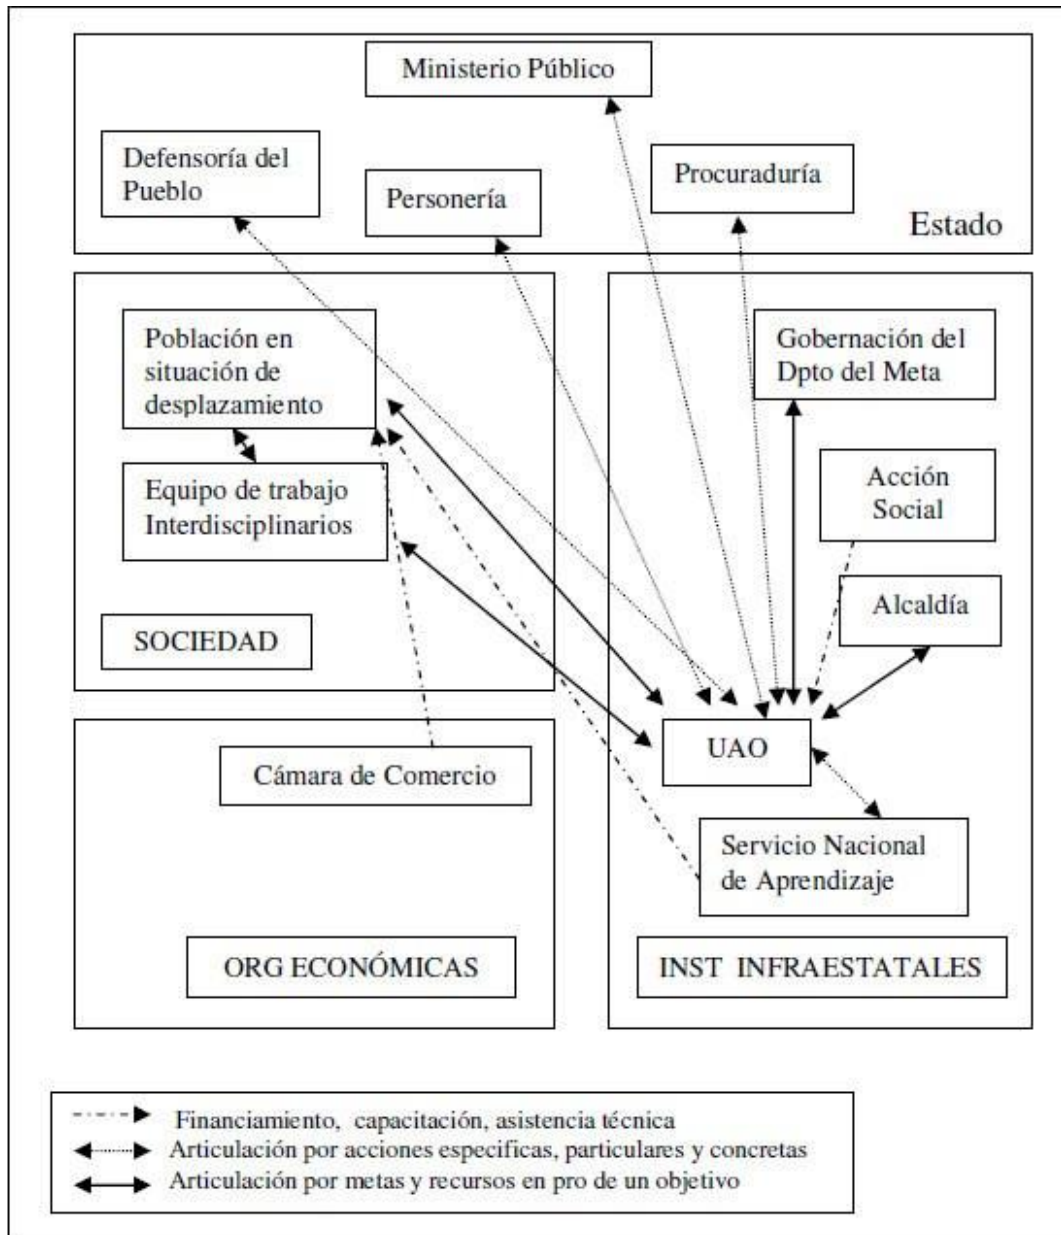 Ministerio Público
Defensoría del
Pueblo
Personería
Procuraduría
Estado
Población en
situación de
desplazamiento
Equipo de trabajo
Interdisciplinarios
SOCIEDAD
Gobernación del
Dpto del Meta
Acción
Social
Alcaldía
UAO
Servicio Nacional
de Aprendizaje
INST INFRAESTATALES
Cámara de Comercio
ORG ECONÓMICAS
Financiamiento, capacitación, asistencia técnica
Articulación por acciones especificas, particulares y concretas
Articulación por metas y recursos en pro de un objetivo